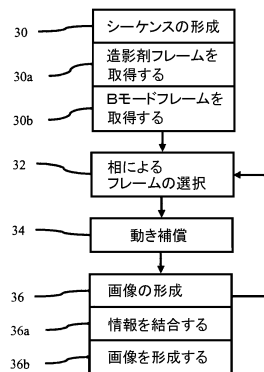 30
シーケンスの形成
30a
造影剤フレームを
取得する
30b
Bモードフレームを
取得する
32
相による
フレームの選択
34
動き補償
36
画像の形成
36a
情報を結合する
36b
画像を形成する